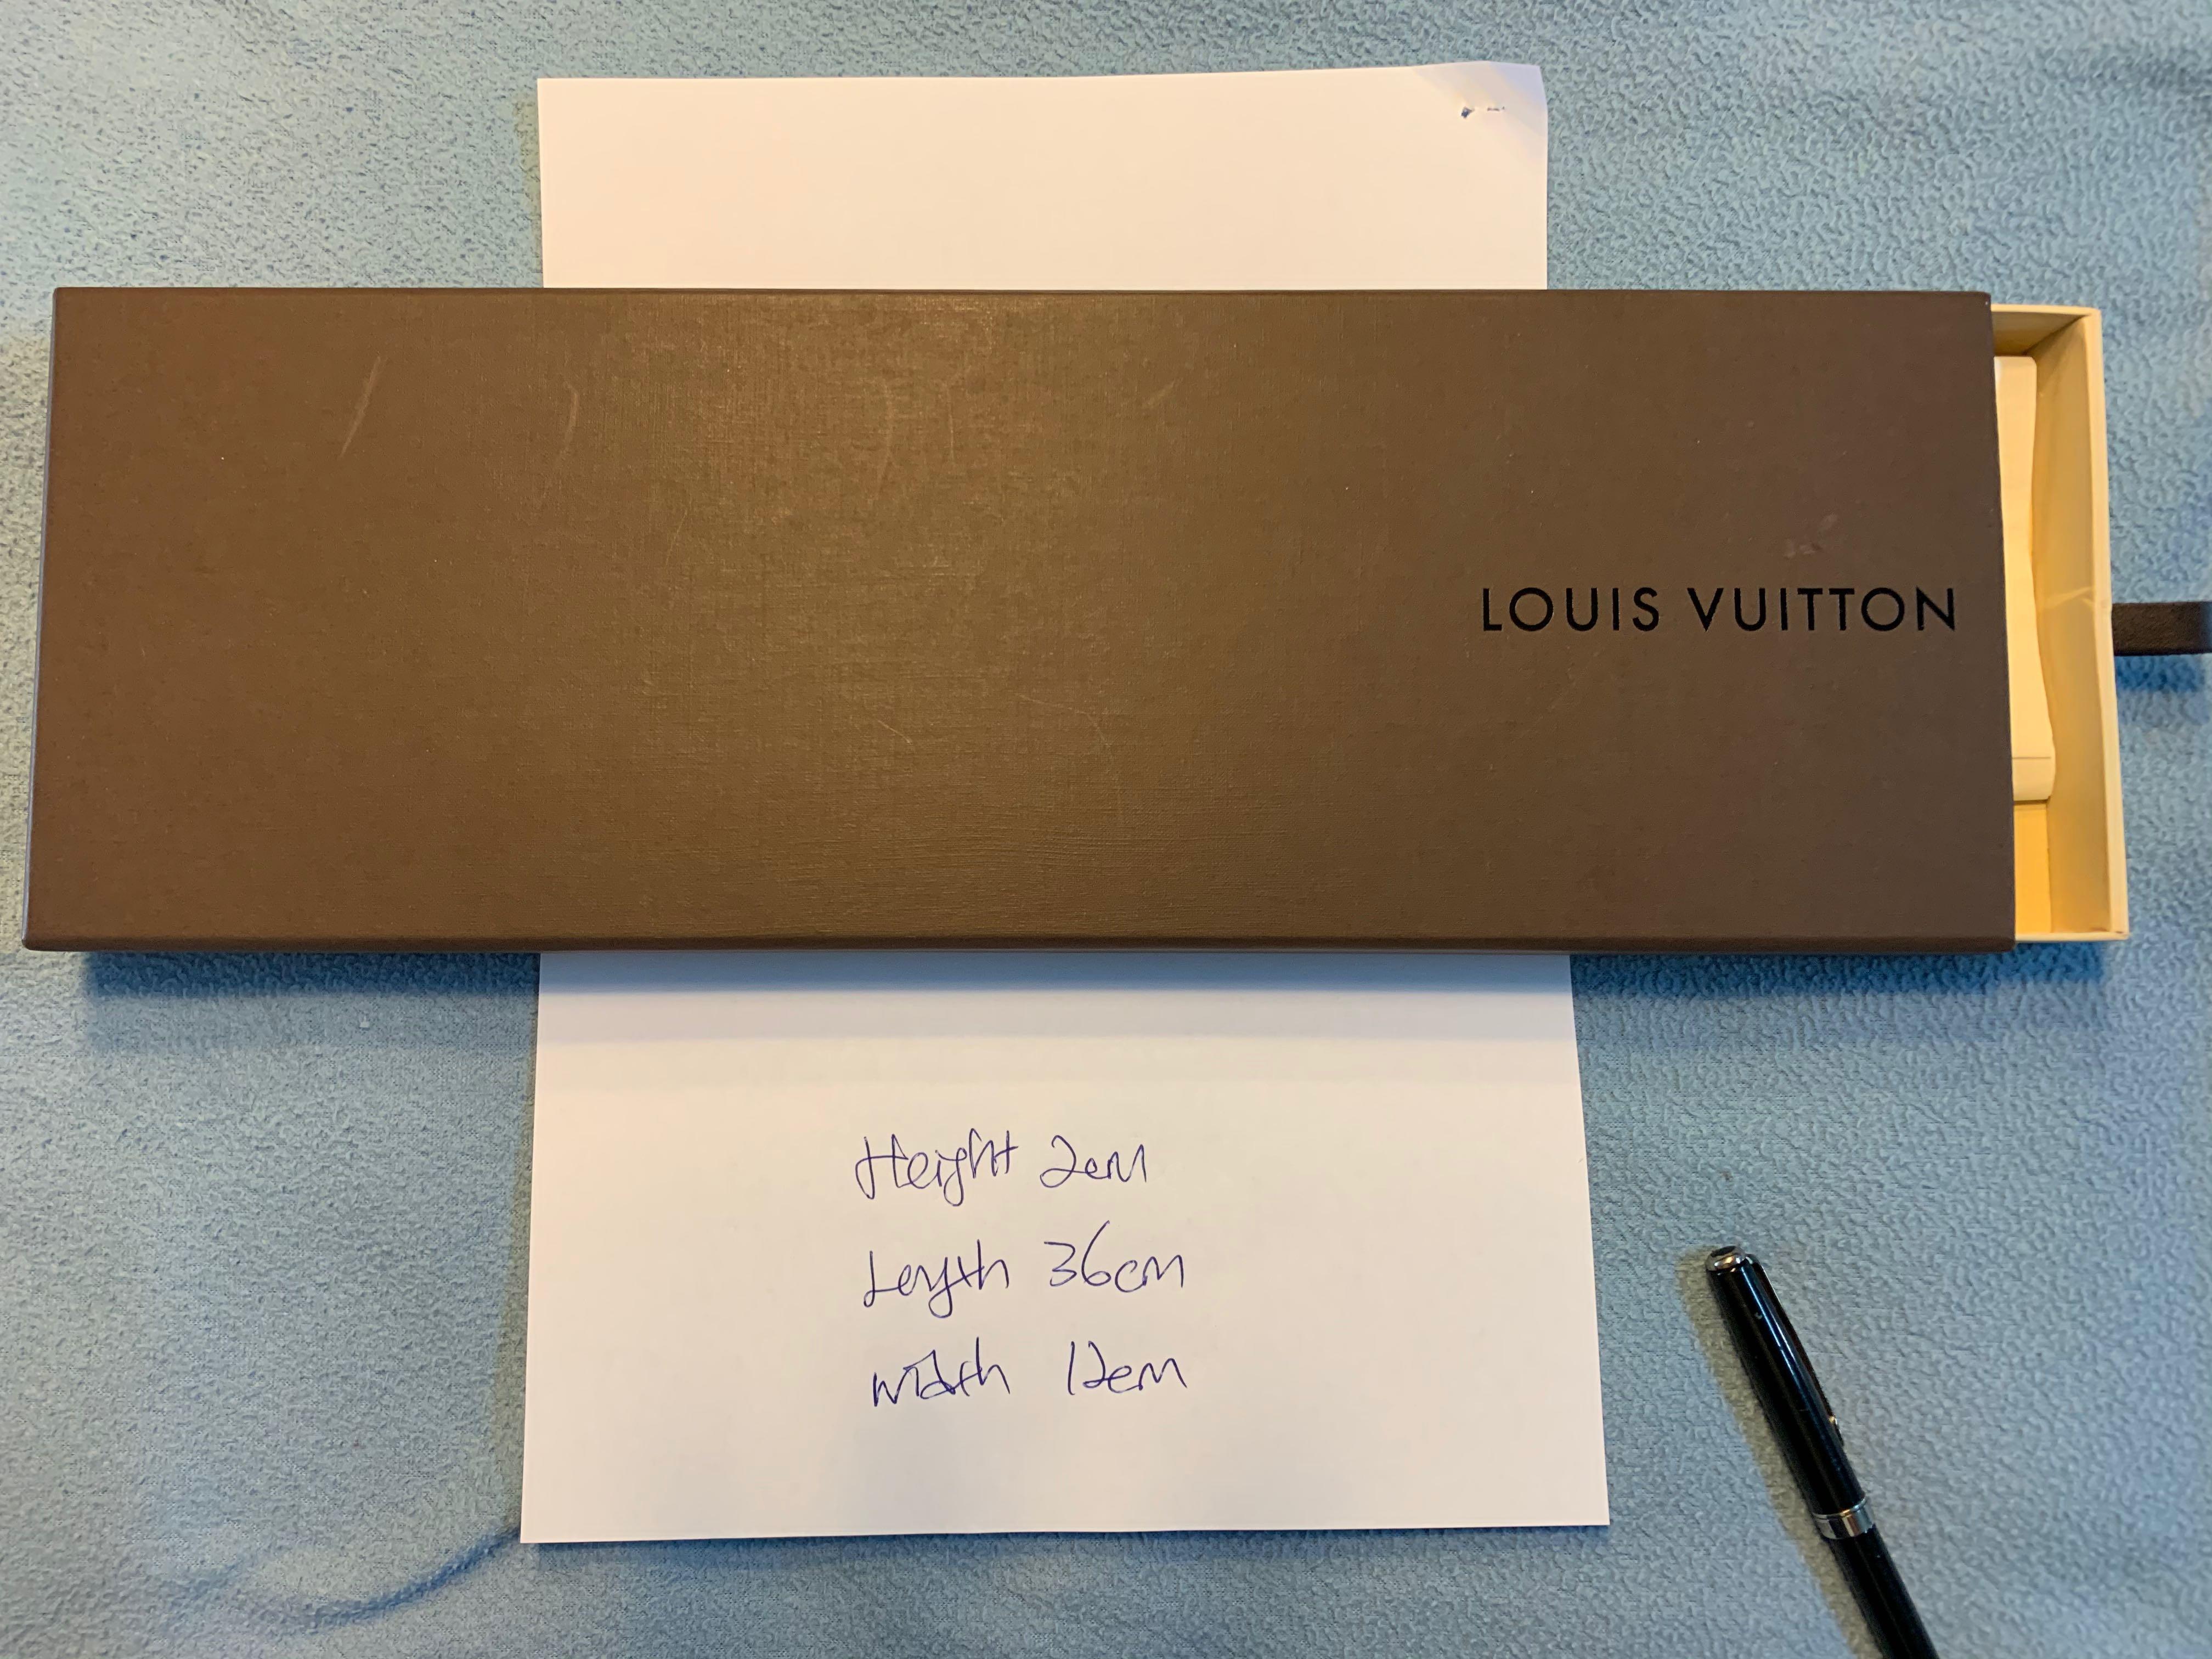 LOUIS VUITTON
Height 2cm
Length 36cm
Width 12cm